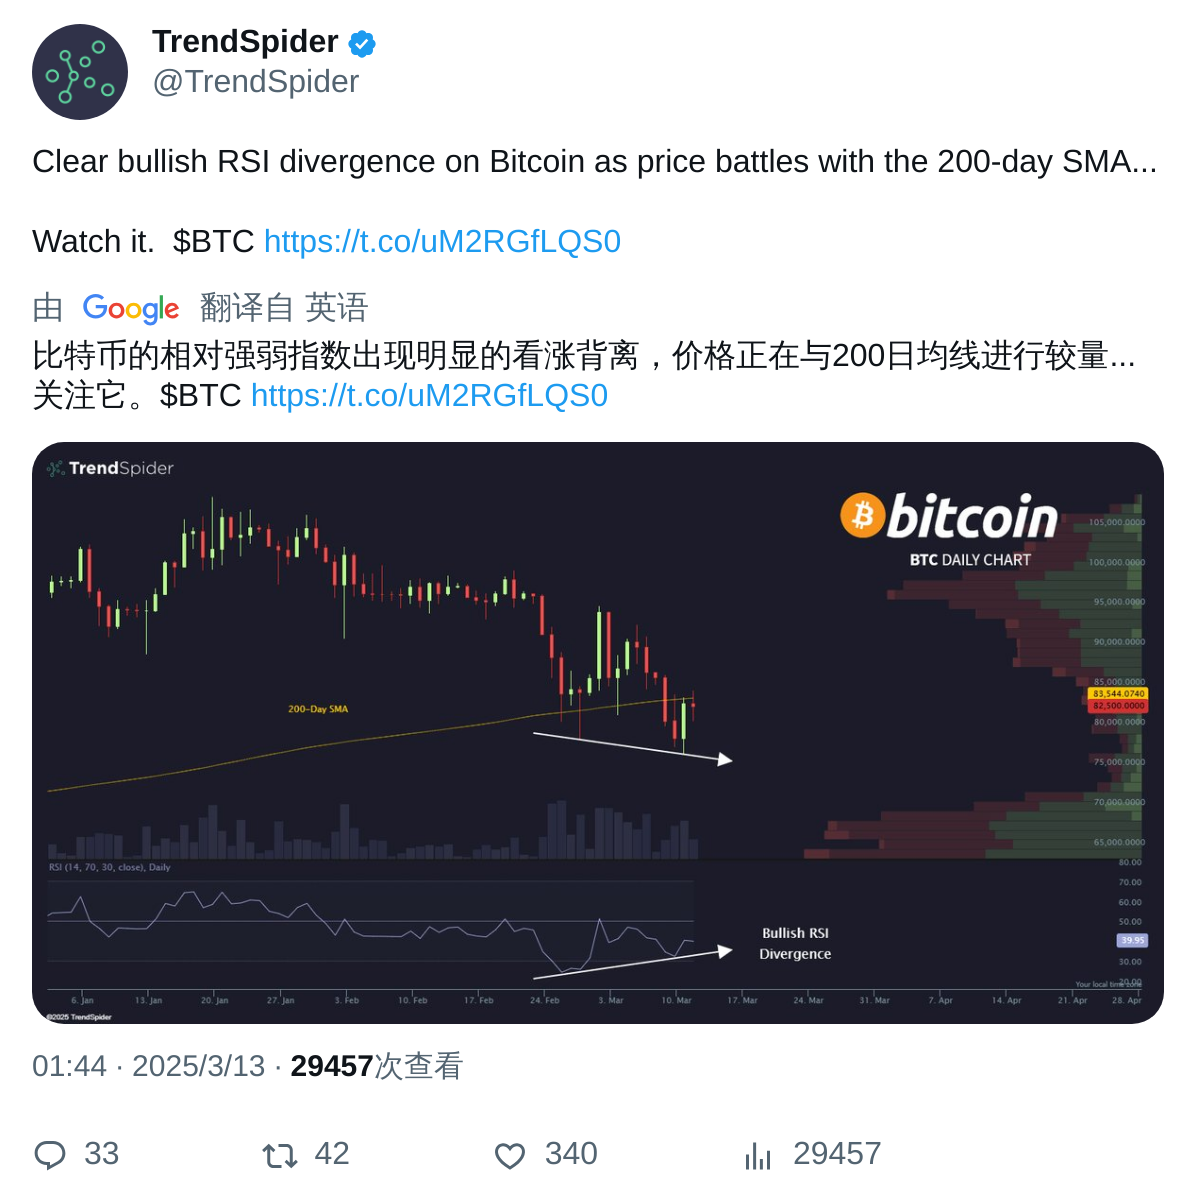 TrendSpider
@TrendSpider
Clear bullish RSI divergence on Bitcoin as price battles with the 200-day SMA...
Watch it.  $BTC https://t.co/uM2RGfLQS0
由 Google 翻译自 英语
比特币的相对强弱指数出现明显的看涨背离，价格正在与200日均线进行较量...
关注它。$BTC https://t.co/uM2RGfLQS0
TrendSpider
bitcoin
BTC DAILY CHART
105,000.0000
100,000.0000
95,000.0000
90,000.0000
85,000.0000
83,544.0740
82,500.0000
80,000.0000
75,000.0000
70,000.0000
65,000.0000
200-Day SMA
RSI (14, 70, 30, close), Daily
80.00
70.00
60.00
50.00
39.95
30.00
20.00
Bullish RSI
Divergence
Your local time zone
6. Jan 13. Jan 20. Jan 27. Jan 3. Feb 10. Feb 17. Feb 24. Feb 3. Mar 10. Mar 17. Mar 24. Mar 31. Mar 7. Apr 14. Apr 21. Apr 28. Apr
©2025 TrendSpider
01:44 · 2025/3/13 · 29457次查看
33 42 340 29457